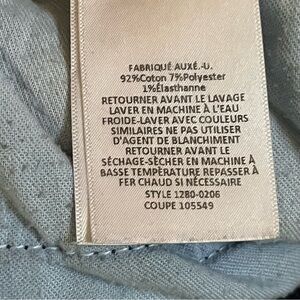 FABRIQUÉ AUXÉ.-U.
92%Coton 7%Polyester
1%Élasthanne
RETOURNER AVANT LE LAVAGE
LAVER EN MACHINE À L'EAU
FROIDE-LAVER AVEC COULEURS
SIMILAIRES NE PAS UTILISER
D'AGENT DE BLANCHIMENT
RETOURNER AVANT LE
SÉCHAGE-SÈCHER EN MACHINE À
BASSE TEMPÉRATURE REPASSER À
FER CHAUD SI NÉCESSAIRE
STYLE 1280-0206
COUPE 105549